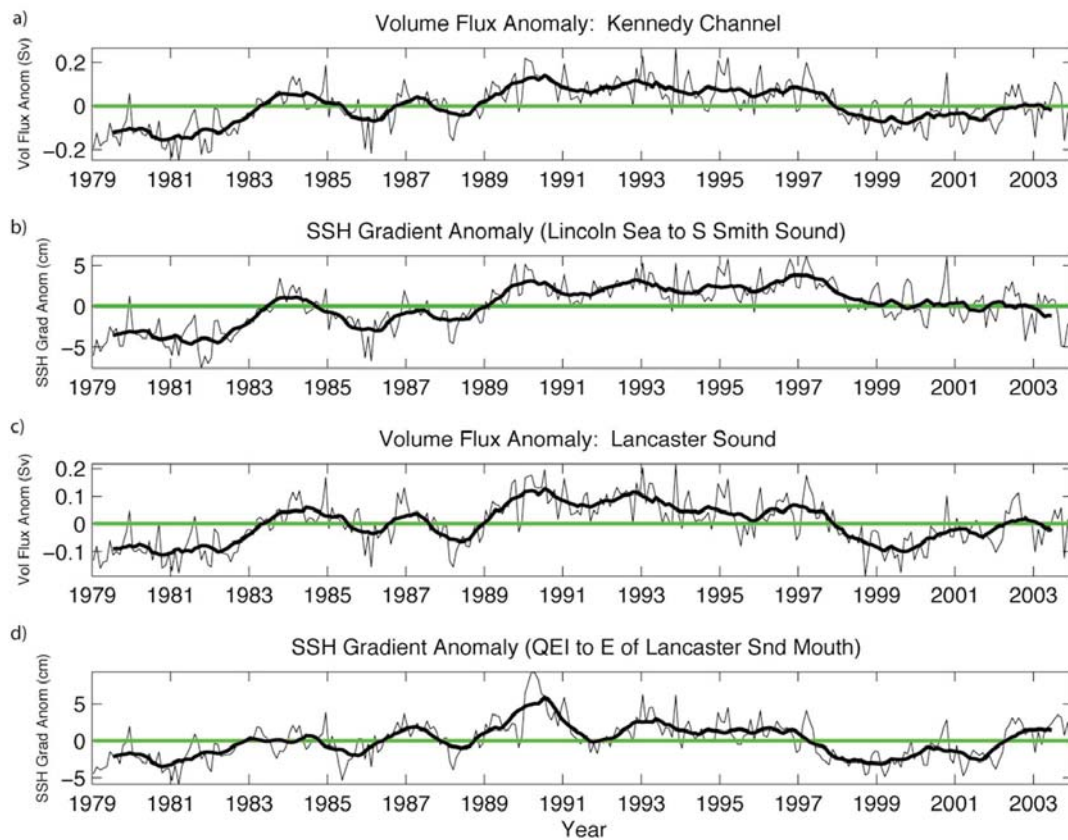 a)
Volume Flux Anomaly: Kennedy Channel
Vol Flux Anom (Sv)
0.2
0
−0.2
1979 1981 1983 1985 1987 1989 1991 1993 1995 1997 1999 2001 2003
b)
SSH Gradient Anomaly (Lincoln Sea to S Smith Sound)
SSH Grad Anom (cm)
5
0
−5
1979 1981 1983 1985 1987 1989 1991 1993 1995 1997 1999 2001 2003
c)
Volume Flux Anomaly: Lancaster Sound
Vol Flux Anom (Sv)
0.2
0.1
0
−0.1
1979 1981 1983 1985 1987 1989 1991 1993 1995 1997 1999 2001 2003
d)
SSH Gradient Anomaly (QEI to E of Lancaster Snd Mouth)
SSH Grad Anom (cm)
5
0
−5
1979 1981 1983 1985 1987 1989 1991 1993 1995 1997 1999 2001 2003
Year